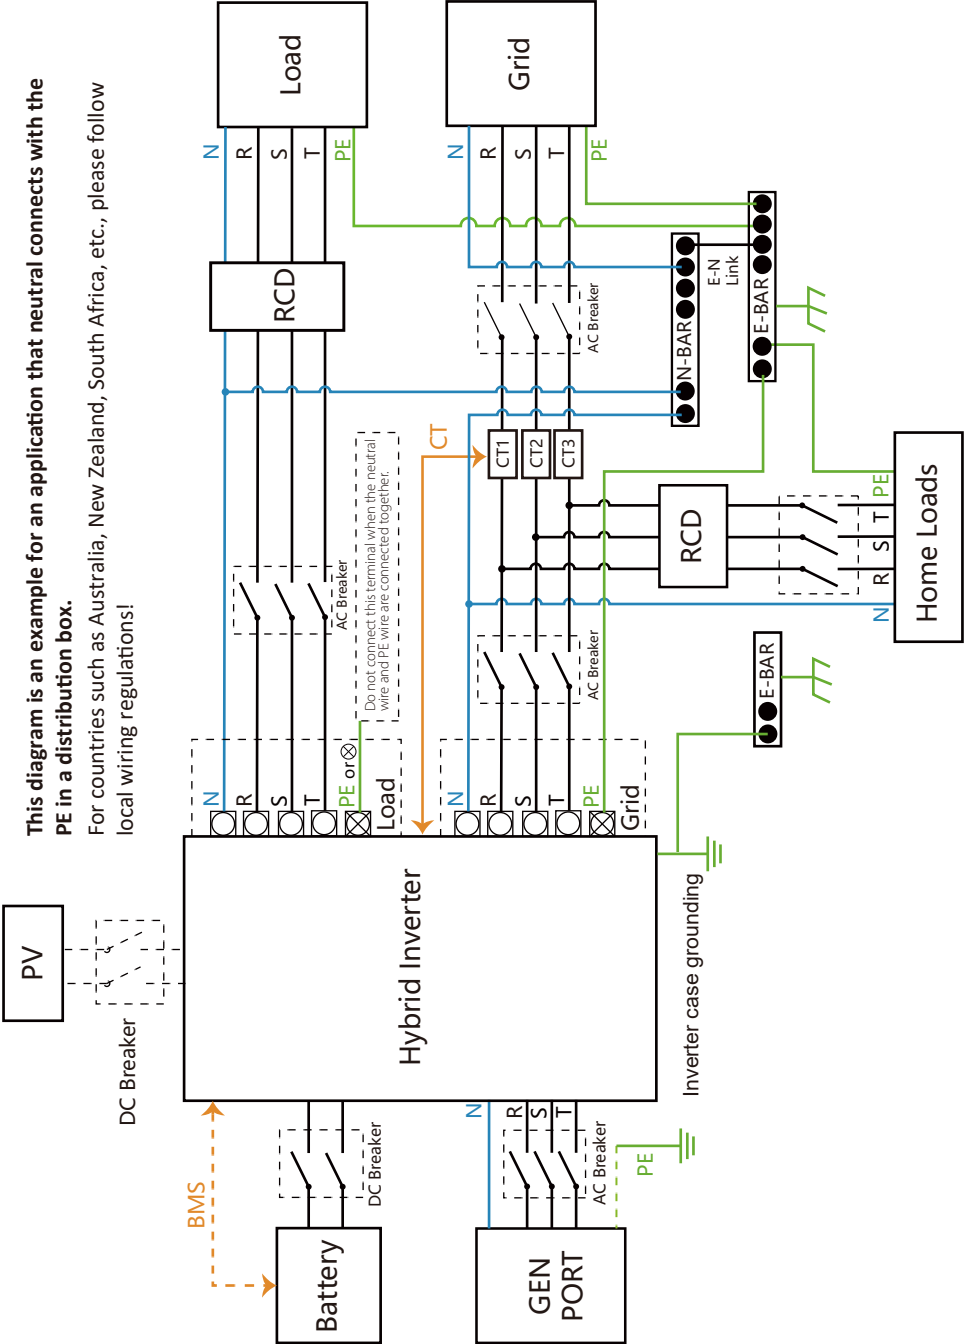 This diagram is an example for an application that neutral connects with the
PE in a distribution box.
For countries such as Australia, New Zealand, South Africa, etc., please follow
local wiring regulations!
PV
DC Breaker
BMS
Battery
DC Breaker
GEN
PORT
N
R
S
T
AC Breaker
PE
Hybrid Inverter
Inverter case grounding
N
R
S
T
PE or
Load
Do not connect this terminal when the neutral
wire and PE wire are connected together.
AC Breaker
RCD
N
R
S
T
PE
Load
CT
N
R
S
T
PE
Grid
AC Breaker
CT1
CT2
CT3
AC Breaker
N
R
S
T
PE
Grid
N-BAR
E-N
Link
E-BAR
RCD
N
R
S
T
PE
Home Loads
E-BAR